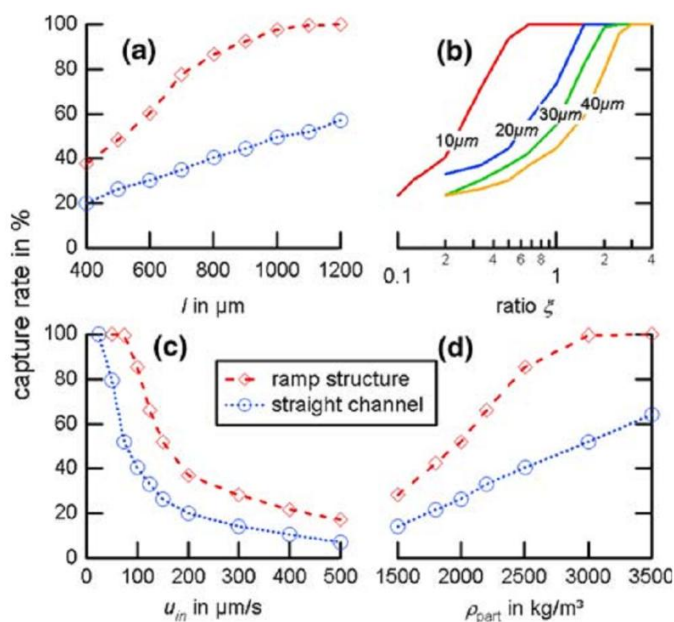 capture rate in %
100
80
60
40
20
0
(a)
400 600 800 1000 1200
l in µm
(b)
10µm
20µm
30µm
40µm
0.1 2 4 6 8 1 2 4
ratio ξ
100
80
60
40
20
0
(c)
(d)
ramp structure
straight channel
0 100 200 300 400 500
u_in in µm/s
1500 2000 2500 3000 3500
ρ_part in kg/m³